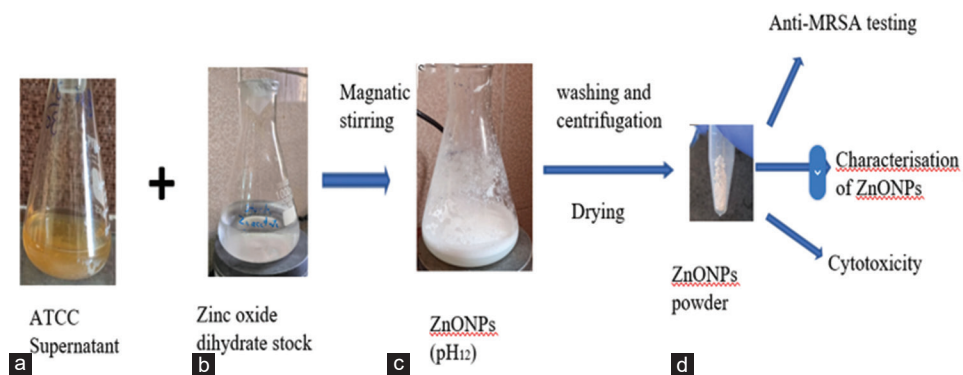 Anti-MRSA testing
Magnatic
stirring
washing and
centrifugation
Characterisation
of ZnONPs
Drying
Cytotoxicity
ATCC
Supernatant
Zinc oxide
dihydrate stock
ZnONPs
(pH12)
ZnONPs
powder
+
a
b
c
d